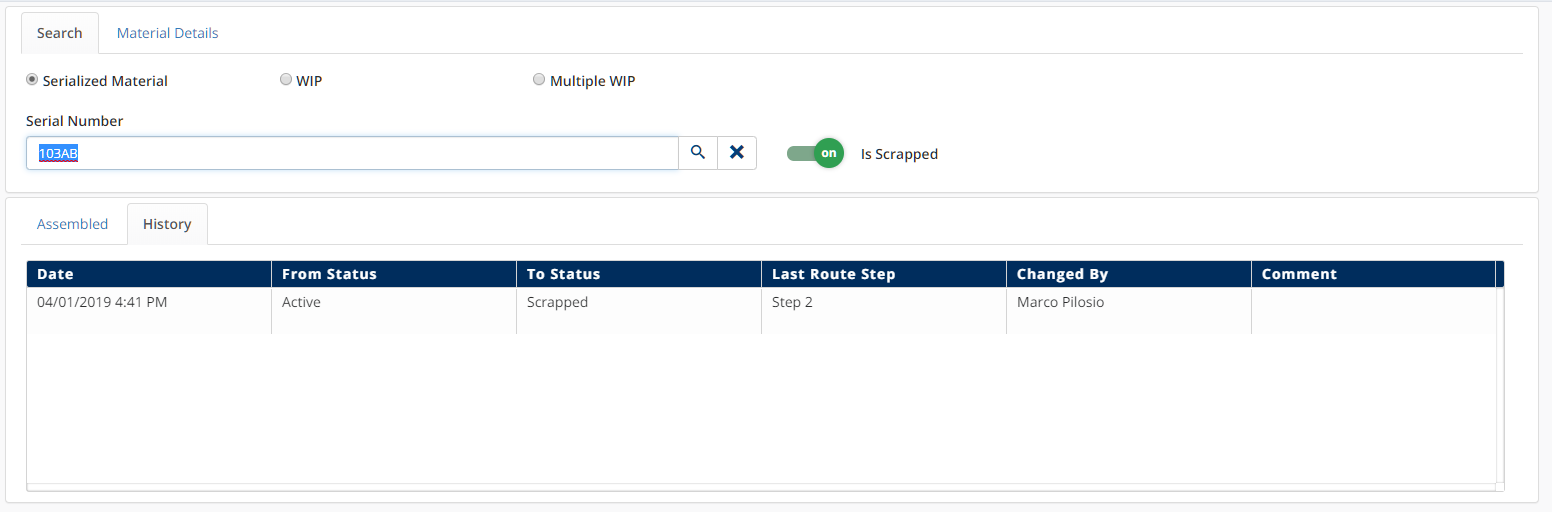 Search Material Details
Serialized Material WIP Multiple WIP
Serial Number
103AB on Is Scrapped
Assembled History
Date From Status To Status Last Route Step Changed By Comment
04/01/2019 4:41 PM Active Scrapped Step 2 Marco Pilosio